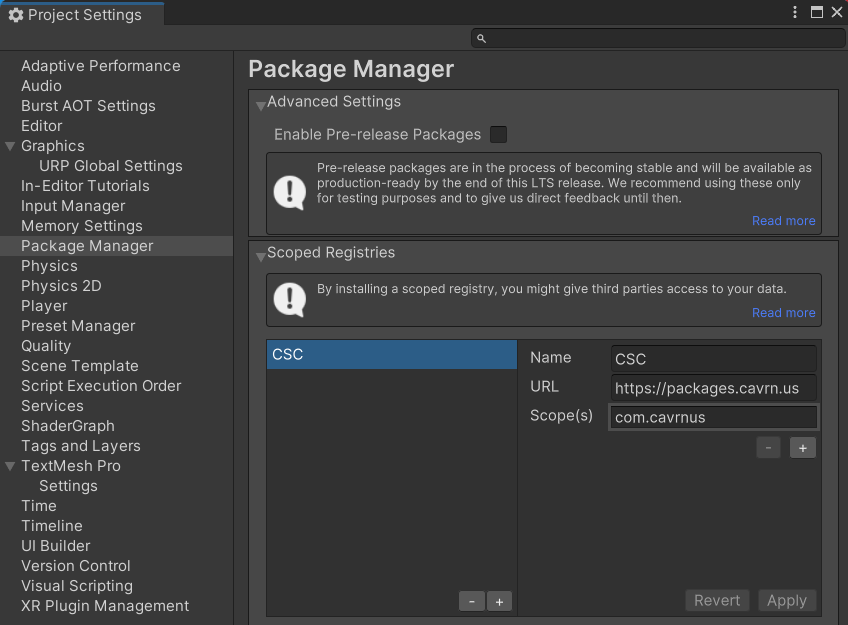 Project Settings
Adaptive Performance
Audio
Burst AOT Settings
Editor
Graphics
URP Global Settings
In-Editor Tutorials
Input Manager
Memory Settings
Package Manager
Physics
Physics 2D
Player
Preset Manager
Quality
Scene Template
Script Execution Order
Services
ShaderGraph
Tags and Layers
TextMesh Pro
Settings
Time
Timeline
UI Builder
Version Control
Visual Scripting
XR Plugin Management
Package Manager
Advanced Settings
Enable Pre-release Packages
Pre-release packages are in the process of becoming stable and will be available as
production-ready by the end of this LTS release. We recommend using these only
for testing purposes and to give us direct feedback until then.
Read more
Scoped Registries
By installing a scoped registry, you might give third parties access to your data.
Read more
CSC
Name CSC
URL https://packages.cavrn.us
Scope(s) com.cavrnus
- +
- +
Revert Apply